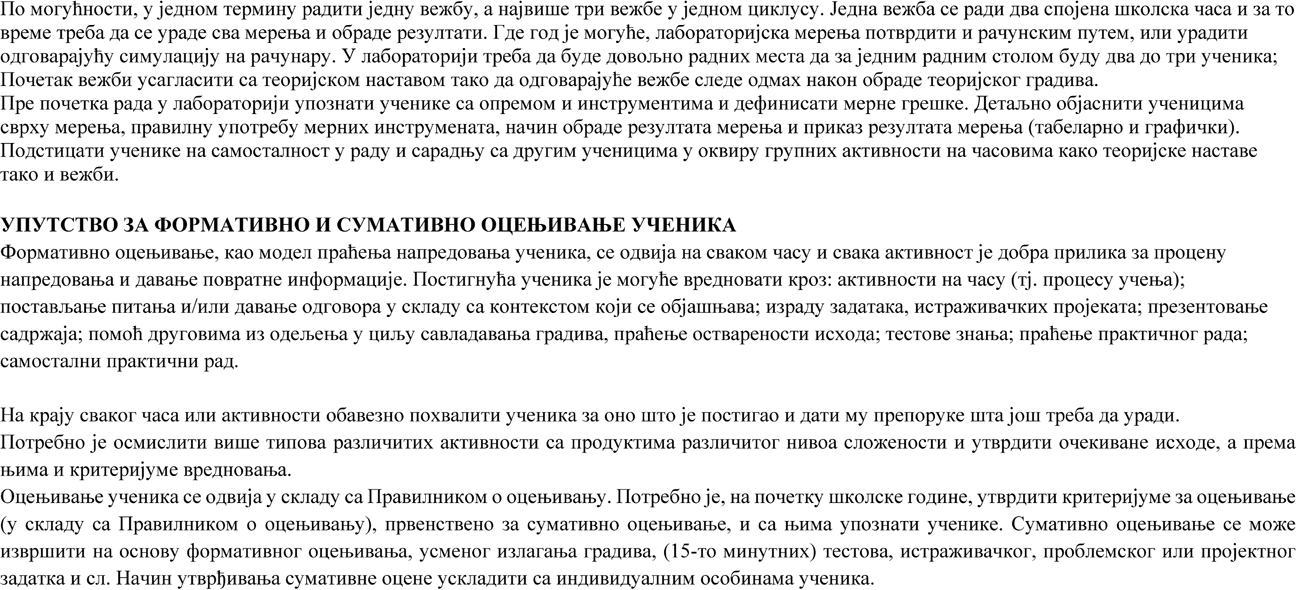 По могућности, у једном термину радити једну вежбу, а највише три вежбе у једном циклусу. Једна вежба се ради два спојена школска часа и за то
време треба да се ураде сва мерења и обраде резултати. Где год је могуће, лабораторијска мерења потврдити и рачунским путем, или урадити
одговарајућу симулацију на рачунару. У лабораторији треба да буде довољно радних места да за једним радним столом буду два до три ученика;
Почетак вежби усагласити са теоријском наставом тако да одговарајуће вежбе следе одмах након обраде теоријског градива.
Пре почетка рада у лабораторији упознати ученике са опремом и инструментима и дефинисати мерне грешке. Детаљно објаснити ученицима
сврху мерења, правилну употребу мерних инструмената, начин обраде резултата мерења и приказ резултата мерења (табеларно и графички).
Подстицати ученике на самосталност у раду и сарадњу са другим ученицима у оквиру групних активности на часовима како теоријске наставе
тако и вежби.
УПУТСТВО ЗА ФОРМАТИВНО И СУМАТИВНО ОЦЕЊИВАЊЕ УЧЕНИКА
Формативно оцењивање, као модел праћења напредовања ученика, се одвија на сваком часу и свака активност је добра прилика за процену
напредовања и давање повратне информације. Постигнућа ученика је могуће вредновати кроз: активности на часу (тј. процесу учења);
постављање питања и/или давање одговора у складу са контекстом који се објашњава; израду задатака, истраживачких пројеката; презентовање
садржаја; помоћ друговима из одељења у циљу савладавања градива, праћење остварености исхода; тестове знања; праћење практичног рада;
самостални практични рад.
На крају сваког часа или активности обавезно похвалити ученика за оно што је постигао и дати му препоруке шта још треба да уради.
Потребно је осмислити више типова различитих активности са продуктима различитог нивоа сложености и утврдити очекиване исходе, а према
њима и критеријуме вредновања.
Оцењивање ученика се одвија у складу са Правилником о оцењивању. Потребно је, на почетку школске године, утврдити критеријуме за оцењивање
(у складу са Правилником о оцењивању), првенствено за сумативно оцењивање, и са њима упознати ученике. Сумативно оцењивање се може
извршити на основу формативног оцењивања, усменог излагања градива, (15-то минутних) тестова, истраживачког, проблемског или пројектног
задатка и сл. Начин утврђивања сумативне оцене ускладити са индивидуалним особинама ученика.